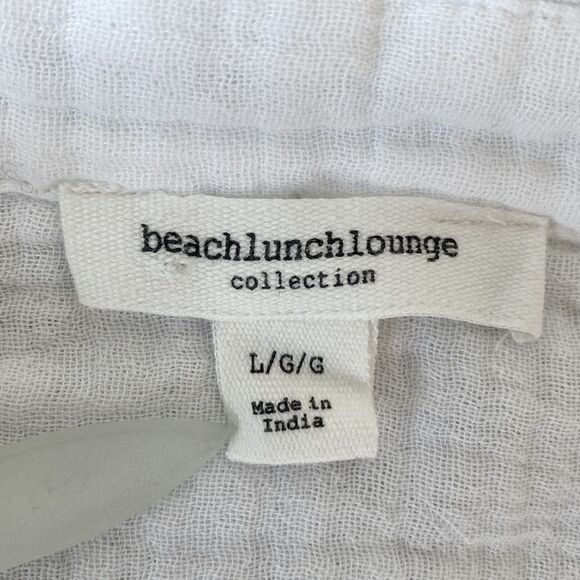 beachlunchlounge
collection
L/G/G
Made in
India